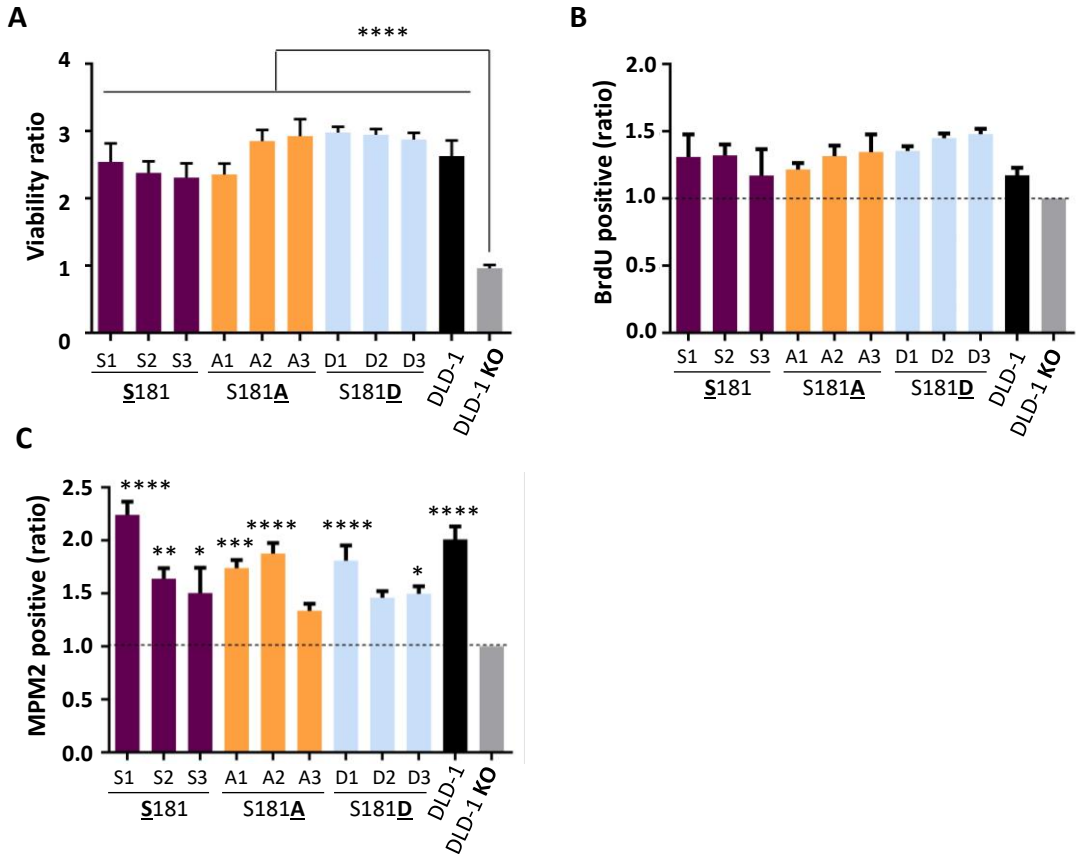 A
****
Viability ratio
4
3
2
1
0
S1 S2 S3 A1 A2 A3 D1 D2 D3 DLD-1 DLD-1 KO
S181 S181A S181D
B
BrdU positive (ratio)
2.0
1.5
1.0
0.5
0.0
S1 S2 S3 A1 A2 A3 D1 D2 D3 DLD-1 DLD-1 KO
S181 S181A S181D
C
MPM2 positive (ratio)
2.5
2.0
1.5
1.0
0.5
0.0
**** ** * *** **** **** * ****
S1 S2 S3 A1 A2 A3 D1 D2 D3 DLD-1 DLD-1 KO
S181 S181A S181D